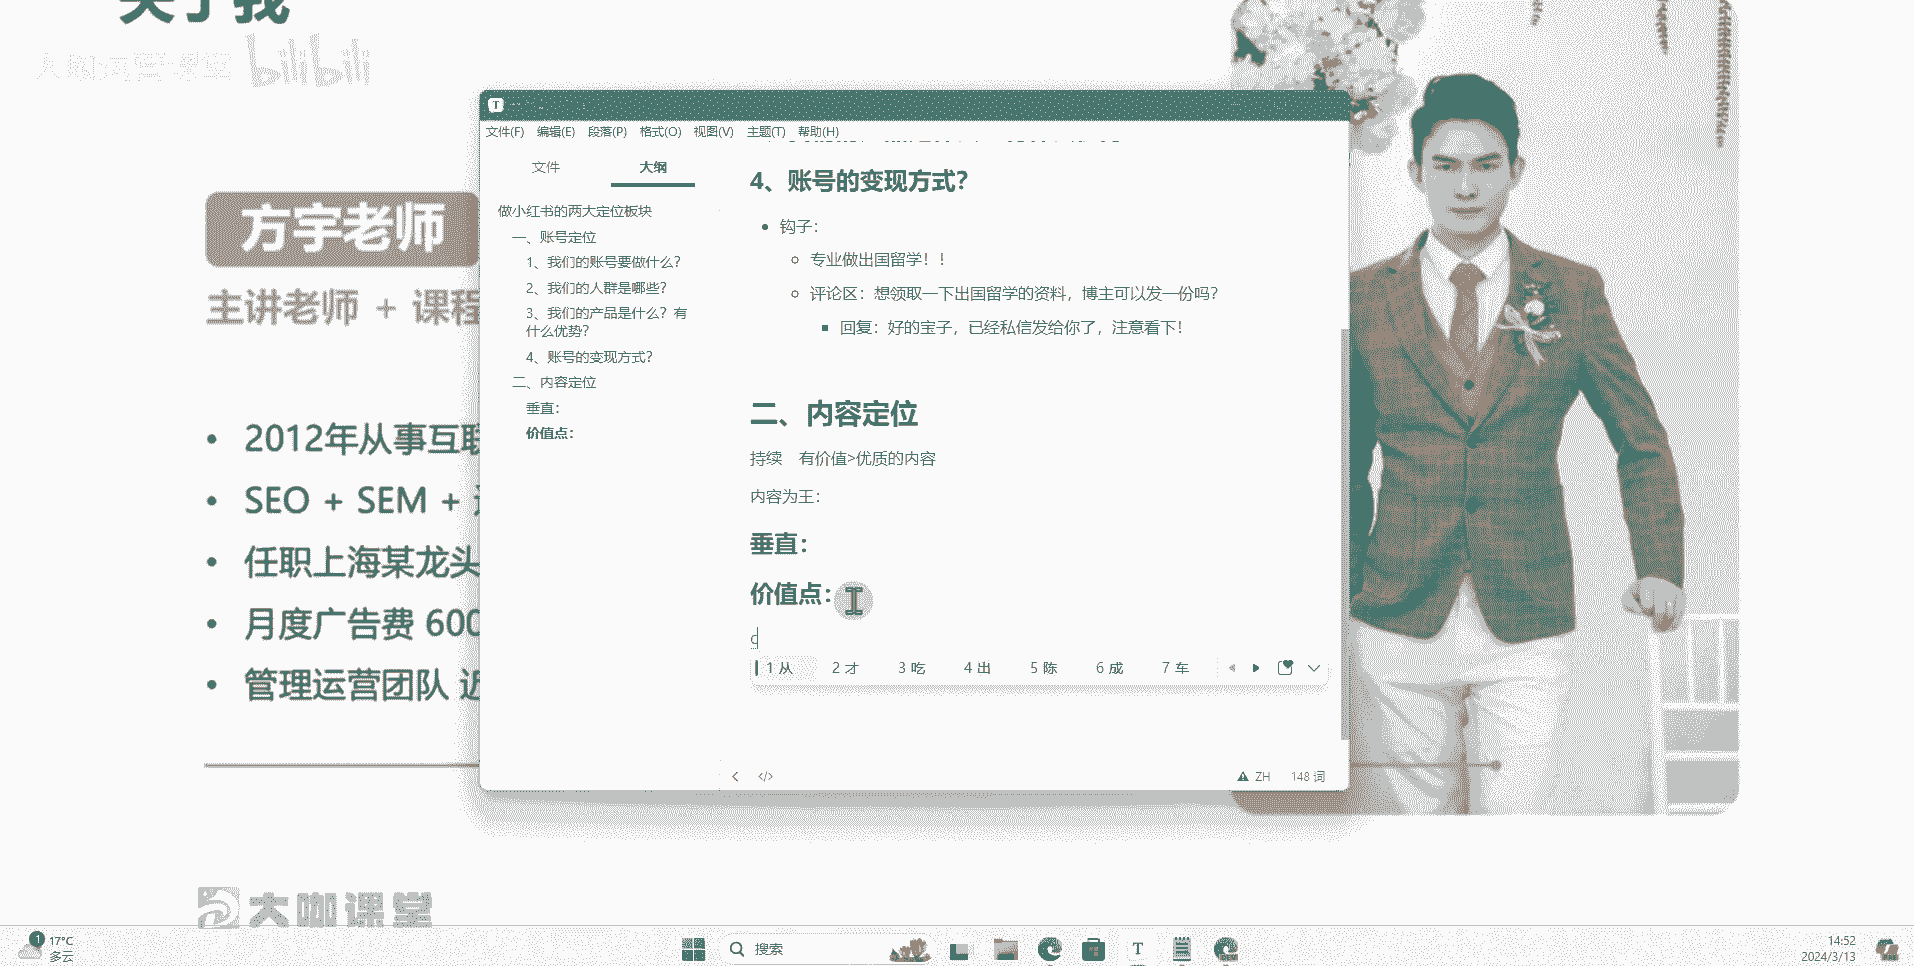 关于我
大咖运营课堂 bilibili
方宇老师
主讲老师 + 课程
2012年从事互联
SEO + SEM +
任职上海某龙头
月度广告费 600
管理运营团队 近
大咖课堂
T
文件(F) 编辑(E) 段落(P) 格式(O) 视图(V) 主题(T) 帮助(H)
文件 大纲
做小红书的两大定位板块
一、账号定位
1、我们的账号要做什么？
2、我们的人群是哪些？
3、我们的产品是什么？有
什么优势？
4、账号的变现方式？
二、内容定位
垂直：
价值点：
4、账号的变现方式？
钩子：
专业做出国留学！！
评论区：想领取一下出国留学的资料，博主可以发一份吗？
回复：好的宝子，已经私信发给你了，注意看下！
二、内容定位
持续 有价值>优质的内容
内容为王：
垂直：
价值点：
c
1 从 2 才 3 吃 4 出 5 陈 6 成 7 车
ZH 148 词
1 17°C
多云
搜索
T
14:52
2024/3/13